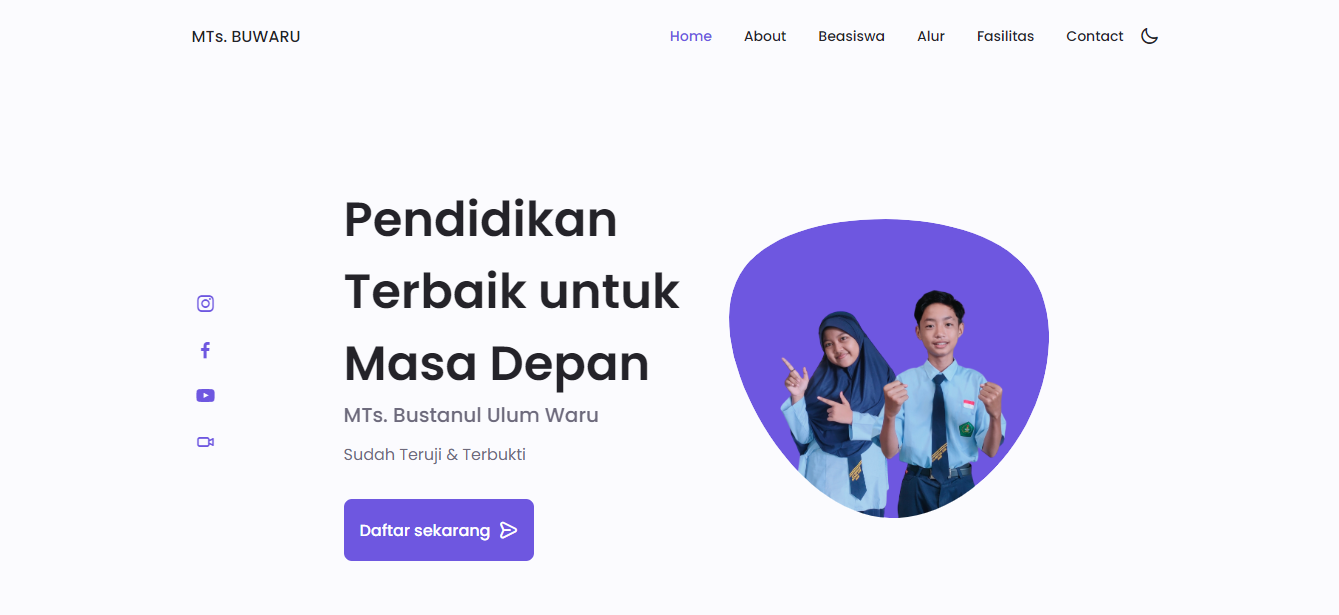 MTs. BUWARU
Home About Beasiswa Alur Fasilitas Contact
Pendidikan
Terbaik untuk
Masa Depan
MTs. Bustanul Ulum Waru
Sudah Teruji & Terbukti
Daftar sekarang